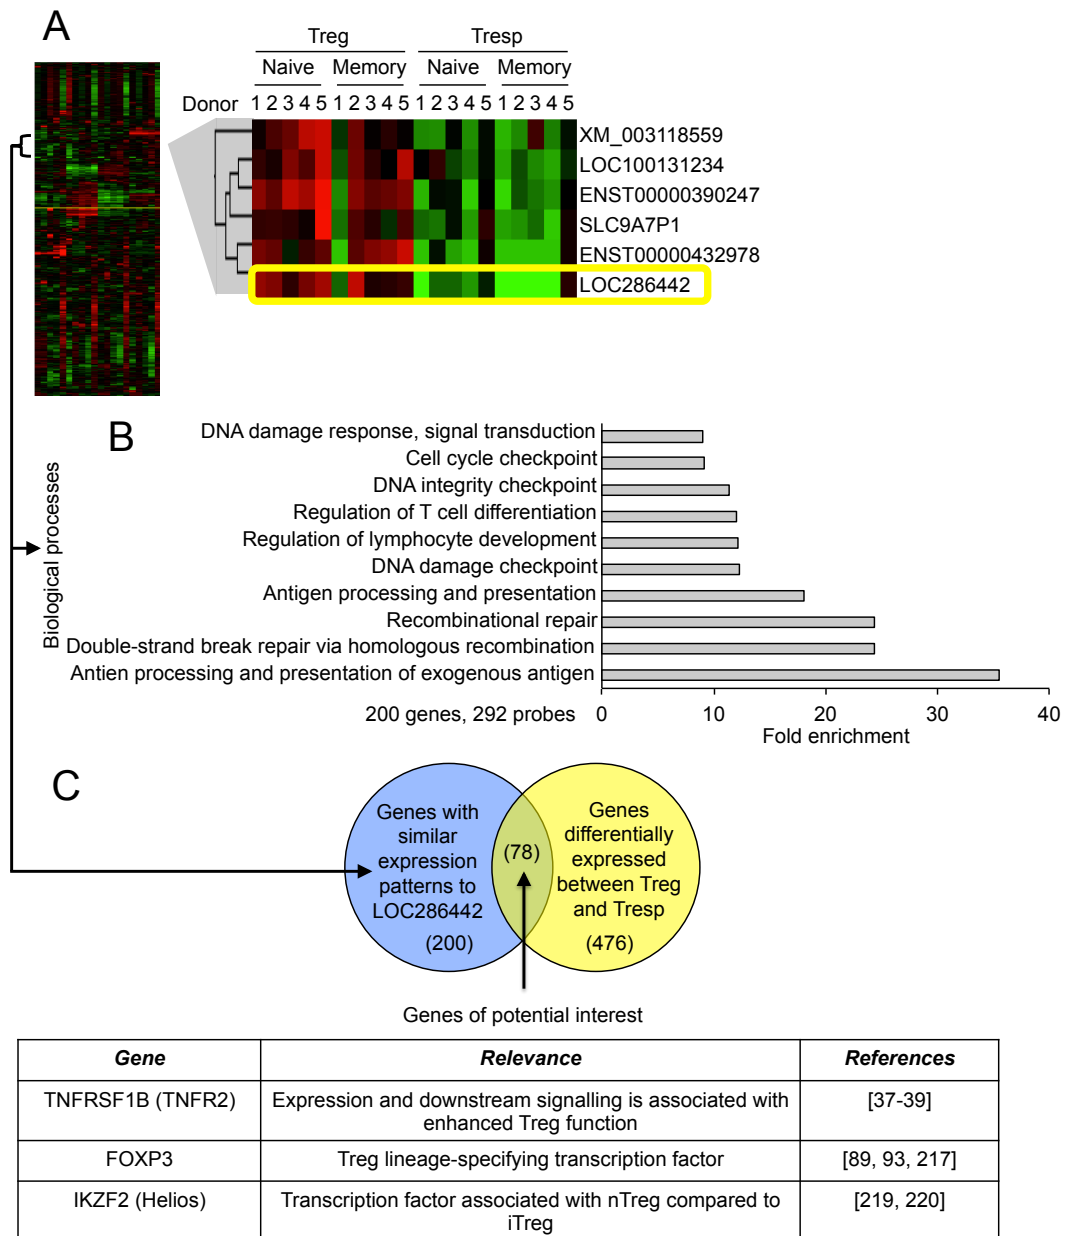 A
Treg Tresp
Naive Memory Naive Memory
Donor 1 2 3 4 5 1 2 3 4 5 1 2 3 4 5 1 2 3 4 5
XM_003118559
LOC100131234
ENST00000390247
SLC9A7P1
ENST00000432978
LOC286442
B
Biological processes
DNA damage response, signal transduction
Cell cycle checkpoint
DNA integrity checkpoint
Regulation of T cell differentiation
Regulation of lymphocyte development
DNA damage checkpoint
Antigen processing and presentation
Recombinational repair
Double-strand break repair via homologous recombination
Antien processing and presentation of exogenous antigen
200 genes, 292 probes
0 10 20 30 40
Fold enrichment
C
Genes with
similar
expression
patterns to
LOC286442
(200)
(78)
Genes
differentially
expressed
between Treg
and Tresp
(476)
Genes of potential interest
Gene Relevance References
TNFRSF1B (TNFR2) Expression and downstream signalling is associated with [37-39]
enhanced Treg function
FOXP3 Treg lineage-specifying transcription factor [89, 93, 217]
IKZF2 (Helios) Transcription factor associated with nTreg compared to [219, 220]
iTreg